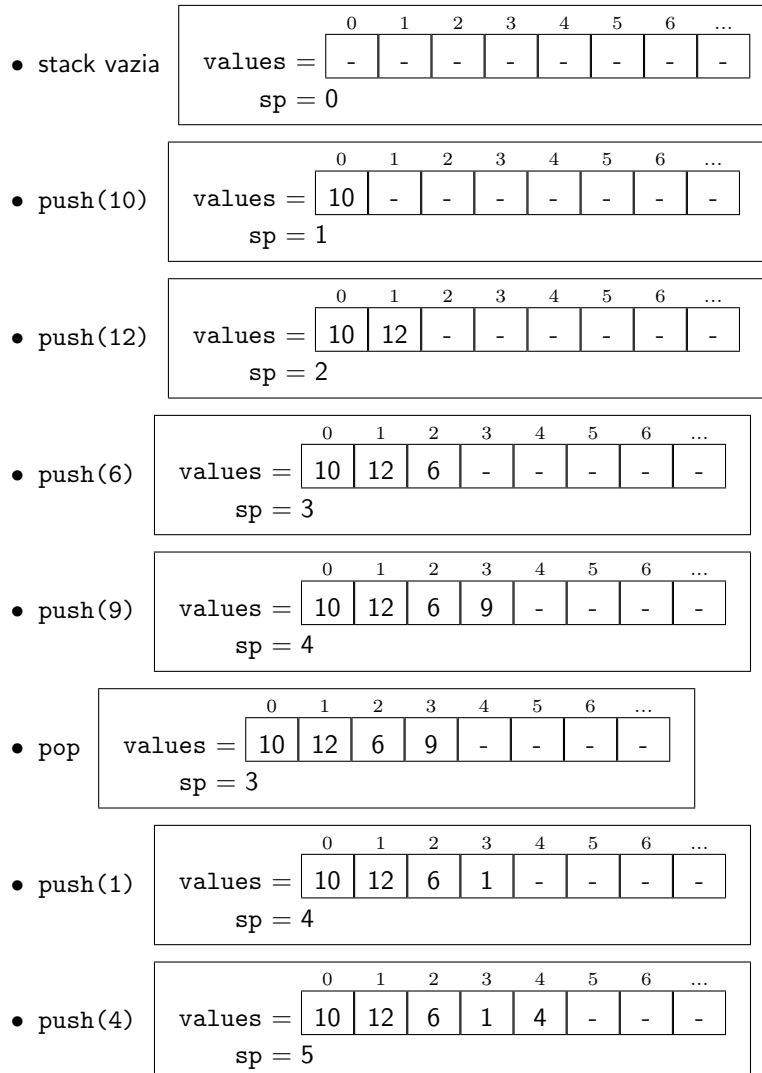 0 1 2 3 4 5 6 ...
• stack vazia values = - - - - - - - -
sp = 0
0 1 2 3 4 5 6 ...
• push(10) values = 10 - - - - - - -
sp = 1
0 1 2 3 4 5 6 ...
• push(12) values = 10 12 - - - - - -
sp = 2
0 1 2 3 4 5 6 ...
• push(6) values = 10 12 6 - - - - -
sp = 3
0 1 2 3 4 5 6 ...
• push(9) values = 10 12 6 9 - - - -
sp = 4
0 1 2 3 4 5 6 ...
• pop values = 10 12 6 9 - - - -
sp = 3
0 1 2 3 4 5 6 ...
• push(1) values = 10 12 6 1 - - - -
sp = 4
0 1 2 3 4 5 6 ...
• push(4) values = 10 12 6 1 4 - - -
sp = 5